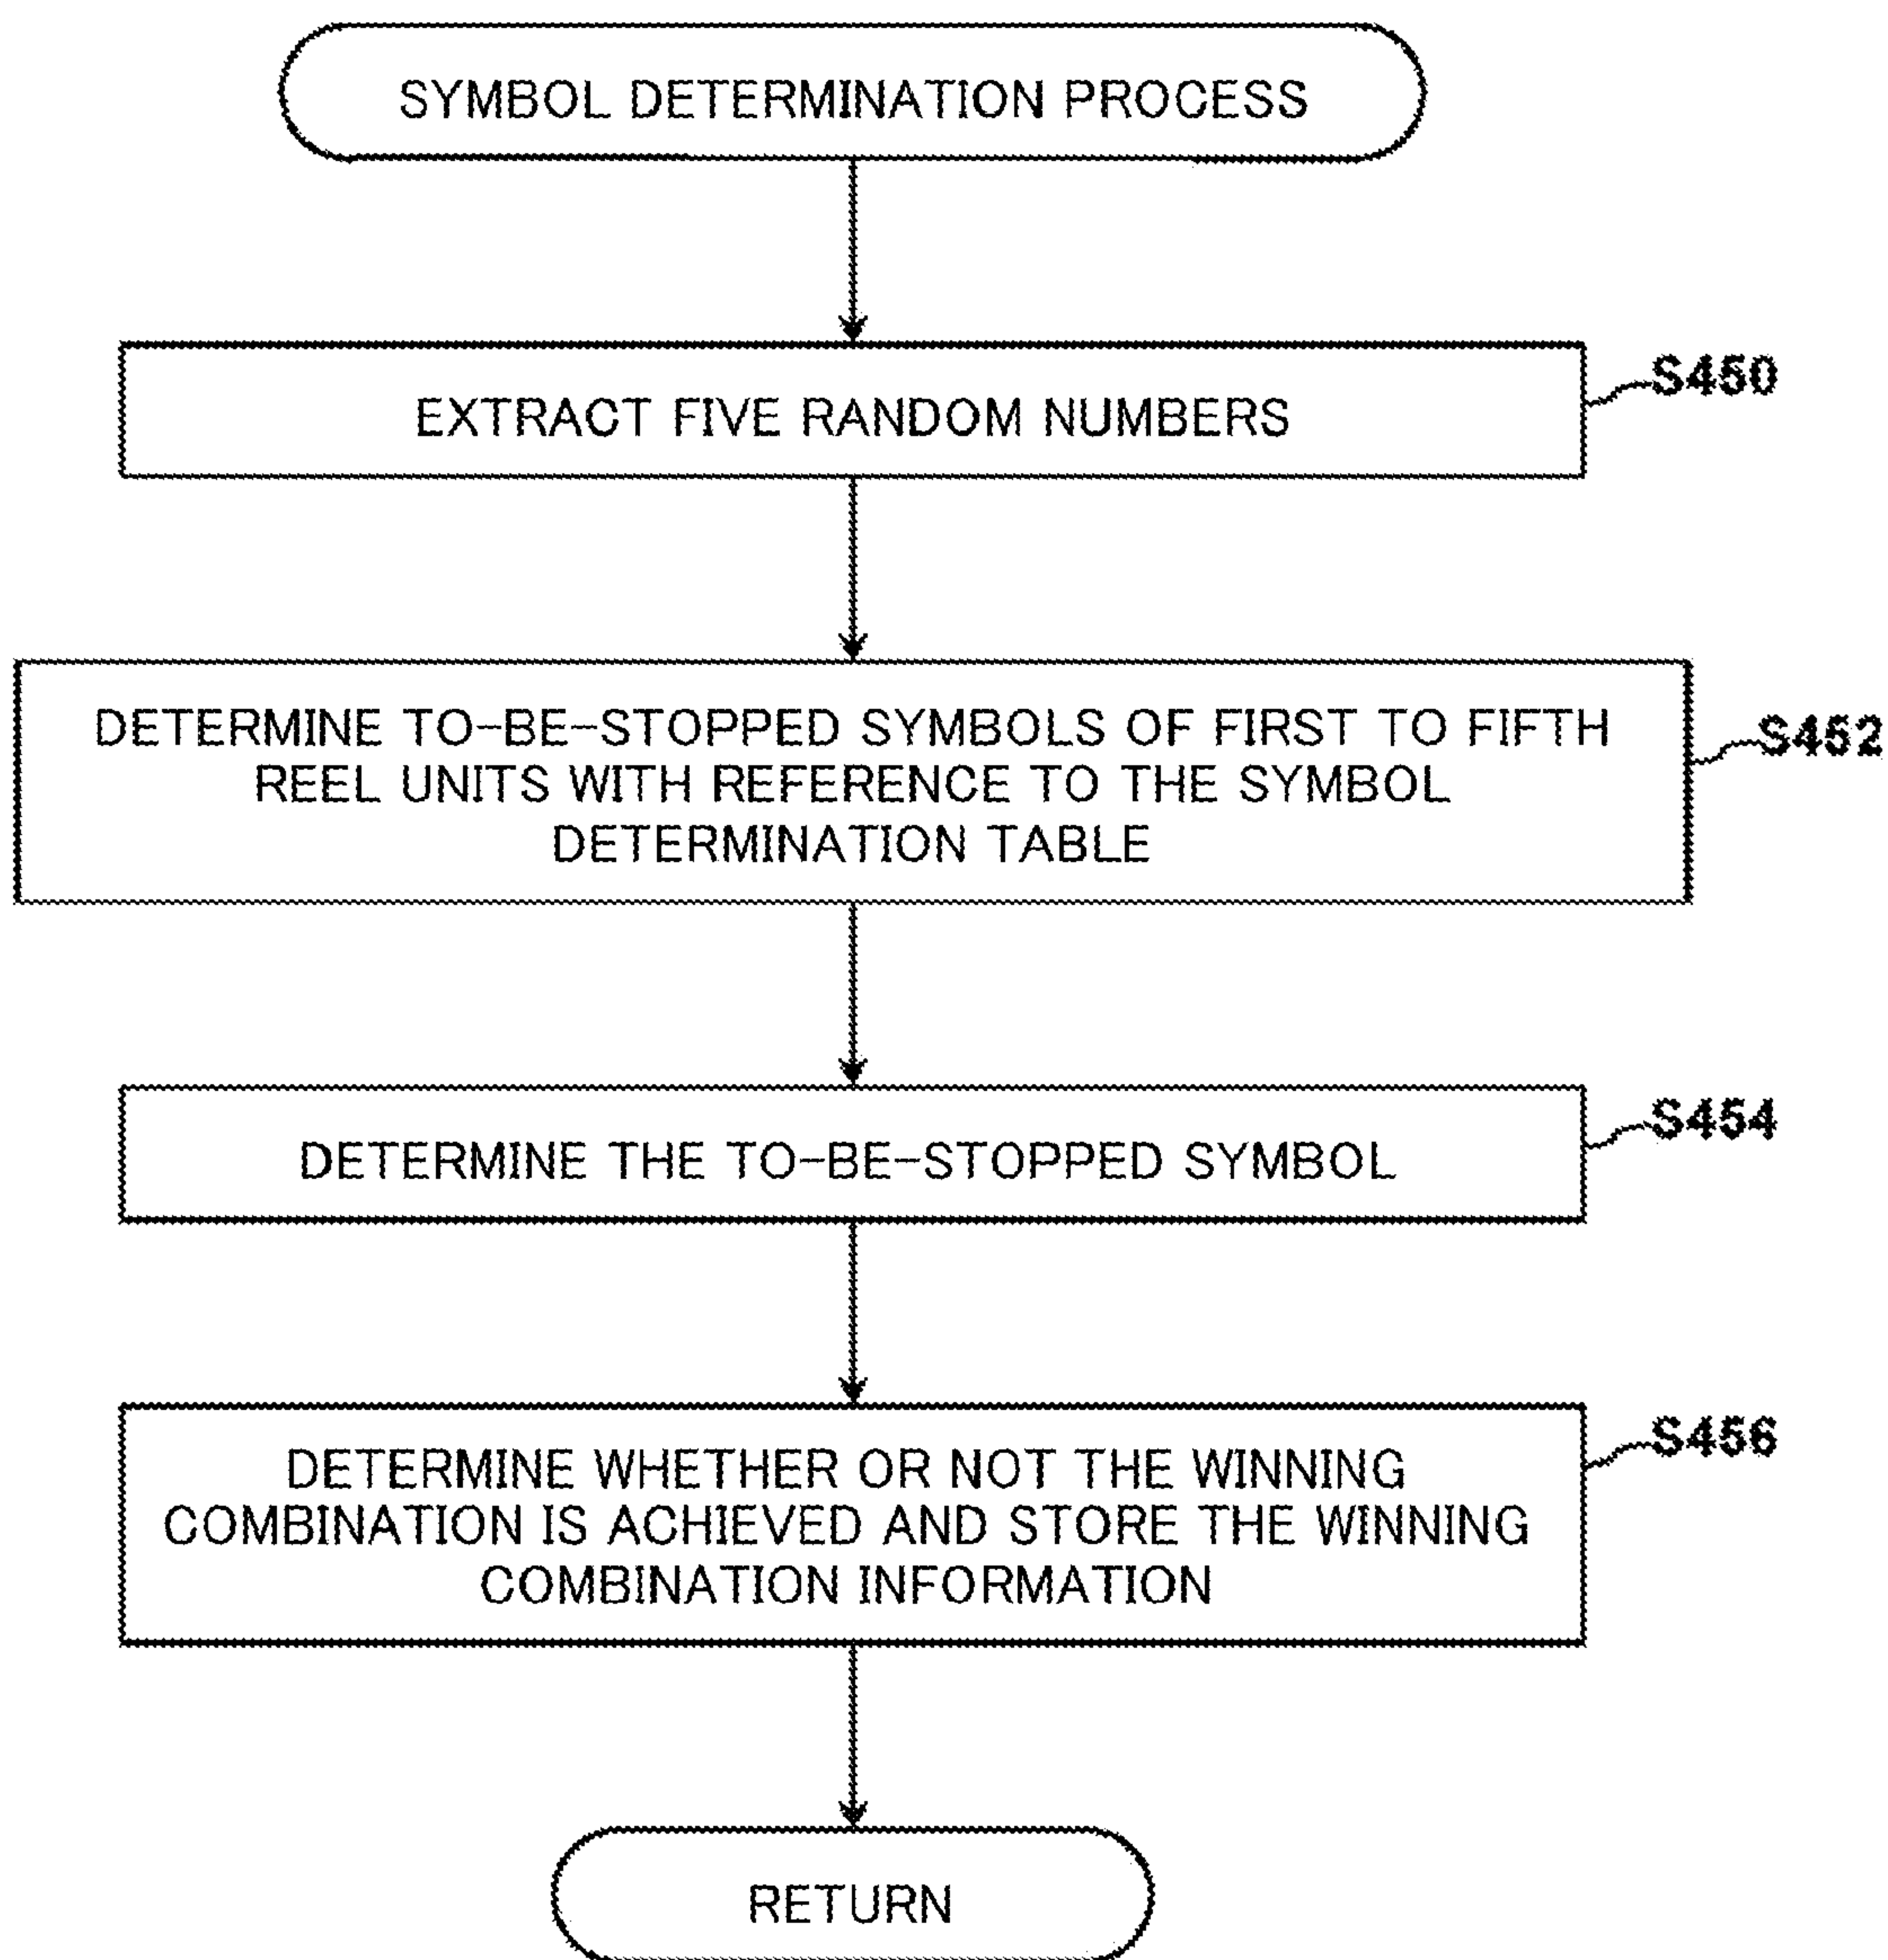 SYMBOL DETERMINATION PROCESS
EXTRACT FIVE RANDOM NUMBERS
S450
DETERMINE TO-BE-STOPPED SYMBOLS OF FIRST TO FIFTH
REEL UNITS WITH REFERENCE TO THE SYMBOL
DETERMINATION TABLE
S452
DETERMINE THE TO-BE-STOPPED SYMBOL
S454
DETERMINE WHETHER OR NOT THE WINNING
COMBINATION IS ACHIEVED AND STORE THE WINNING
COMBINATION INFORMATION
S456
RETURN